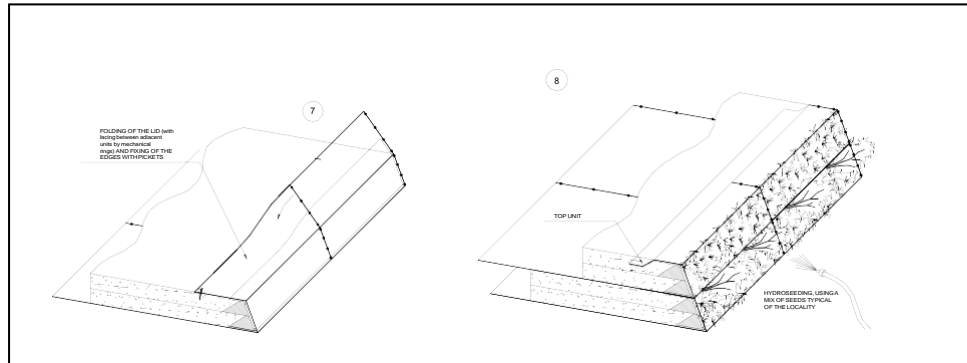 7
FOLDING OF THE LID (with
lacing between adjacent
units by mechanical
rings) AND FIXING OF THE
EDGES WITH PICKETS
8
TOP UNIT
HYDROSEEDING, USING A
MIX OF SEEDS TYPICAL
OF THE LOCALITY